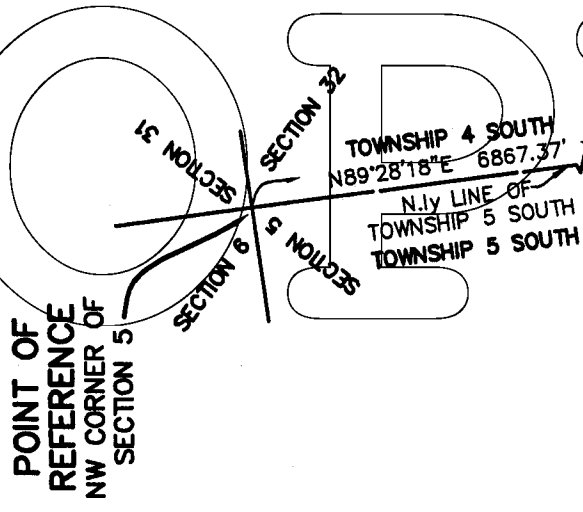 SECTION 31
SECTION 32
TOWNSHIP 4 SOUTH
N89°28'18"E 6867.37'
N.ly LINE OF
TOWNSHIP 5 SOUTH
TOWNSHIP 5 SOUTH
SECTION 6
SECTION 5
POINT OF
REFERENCE
NW CORNER OF
SECTION 5